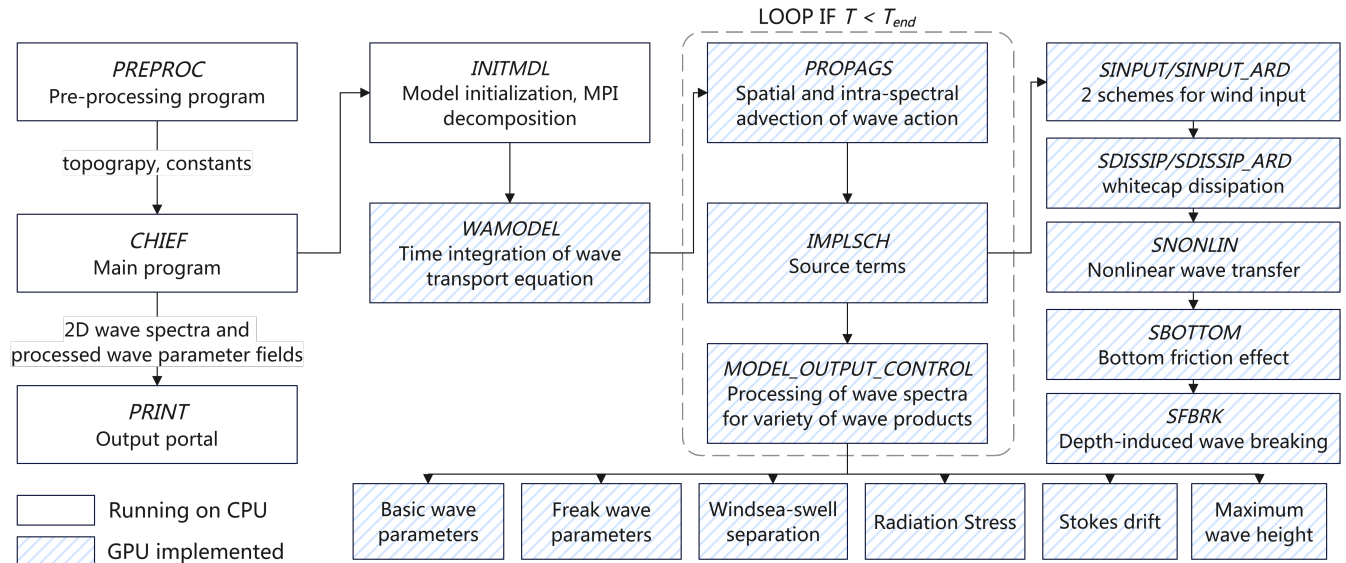 LOOP IF T < Tend
PREPROC
Pre-processing program
topograpy, constants
CHIEF
Main program
2D wave spectra and
processed wave parameter fields
PRINT
Output portal
Running on CPU
GPU implemented
INITMDL
Model initialization, MPI
decomposition
WAMODEL
Time integration of wave
transport equation
PROPAGS
Spatial and intra-spectral
advection of wave action
IMPLSCH
Source terms
MODEL_OUTPUT_CONTROL
Processing of wave spectra
for variety of wave products
SINPUT/SINPUT_ARD
2 schemes for wind input
SDISSIP/SDISSIP_ARD
whitecap dissipation
SNONLIN
Nonlinear wave transfer
SBOTTOM
Bottom friction effect
SFBRK
Depth-induced wave breaking
Basic wave
parameters
Freak wave
parameters
Windsea-swell
separation
Radiation Stress
Stokes drift
Maximum
wave height